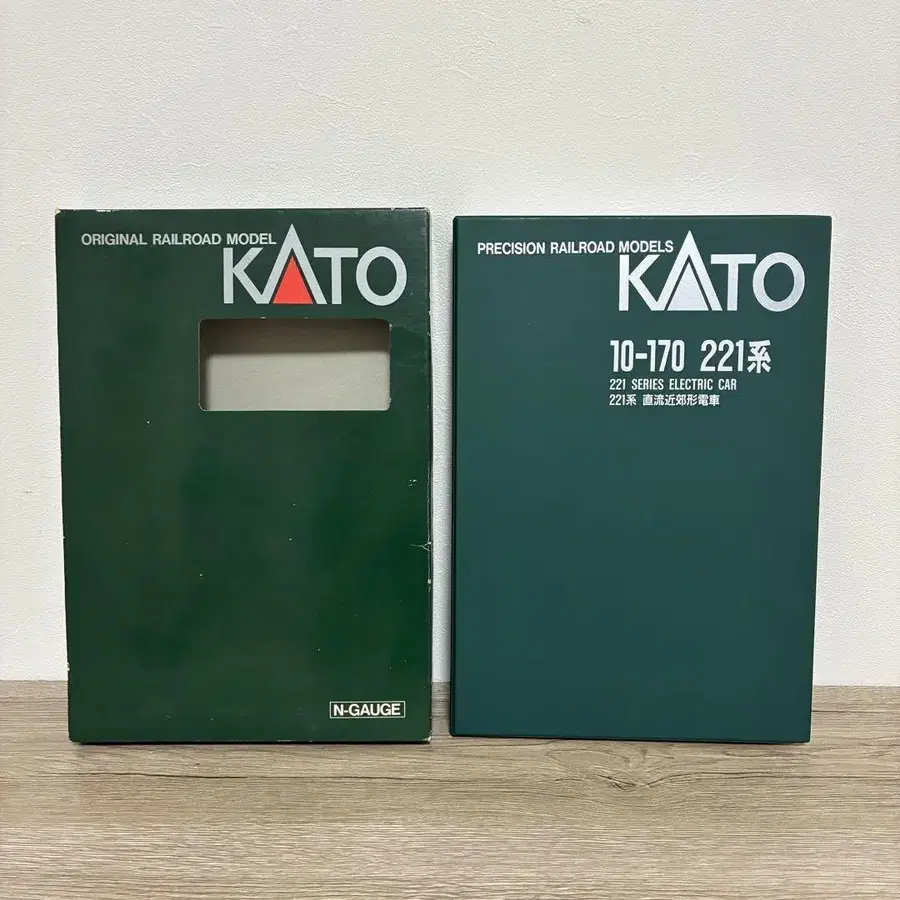 ORIGINAL RAILROAD MODEL
KATO
N-GAUGE
PRECISION RAILROAD MODELS
KATO
10-170 221系
221 SERIES ELECTRIC CAR
221系 直流近郊形電車